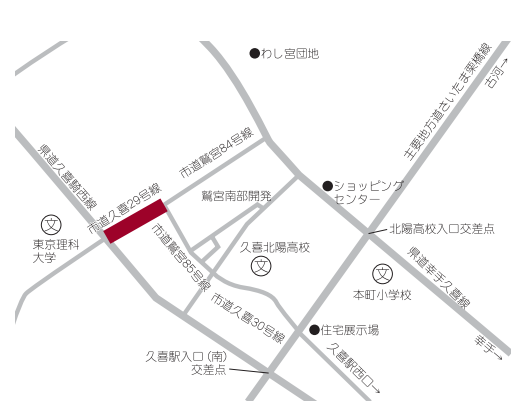 ●わし宮団地
主要地方道さいたま栗橋線
古河→
県道久喜騎西線
市道鷲宮84号線
市道久喜29号線
鷲宮南部開発
●ショッピング
センター
文
東京理科
大学
市道鷲宮85号線
久喜北陽高校
文
北陽高校入口交差点
県道幸手久喜線
文
本町小学校
市道久喜30号線
●住宅展示場
幸手→
久喜駅西口→
久喜駅入口(南)
交差点